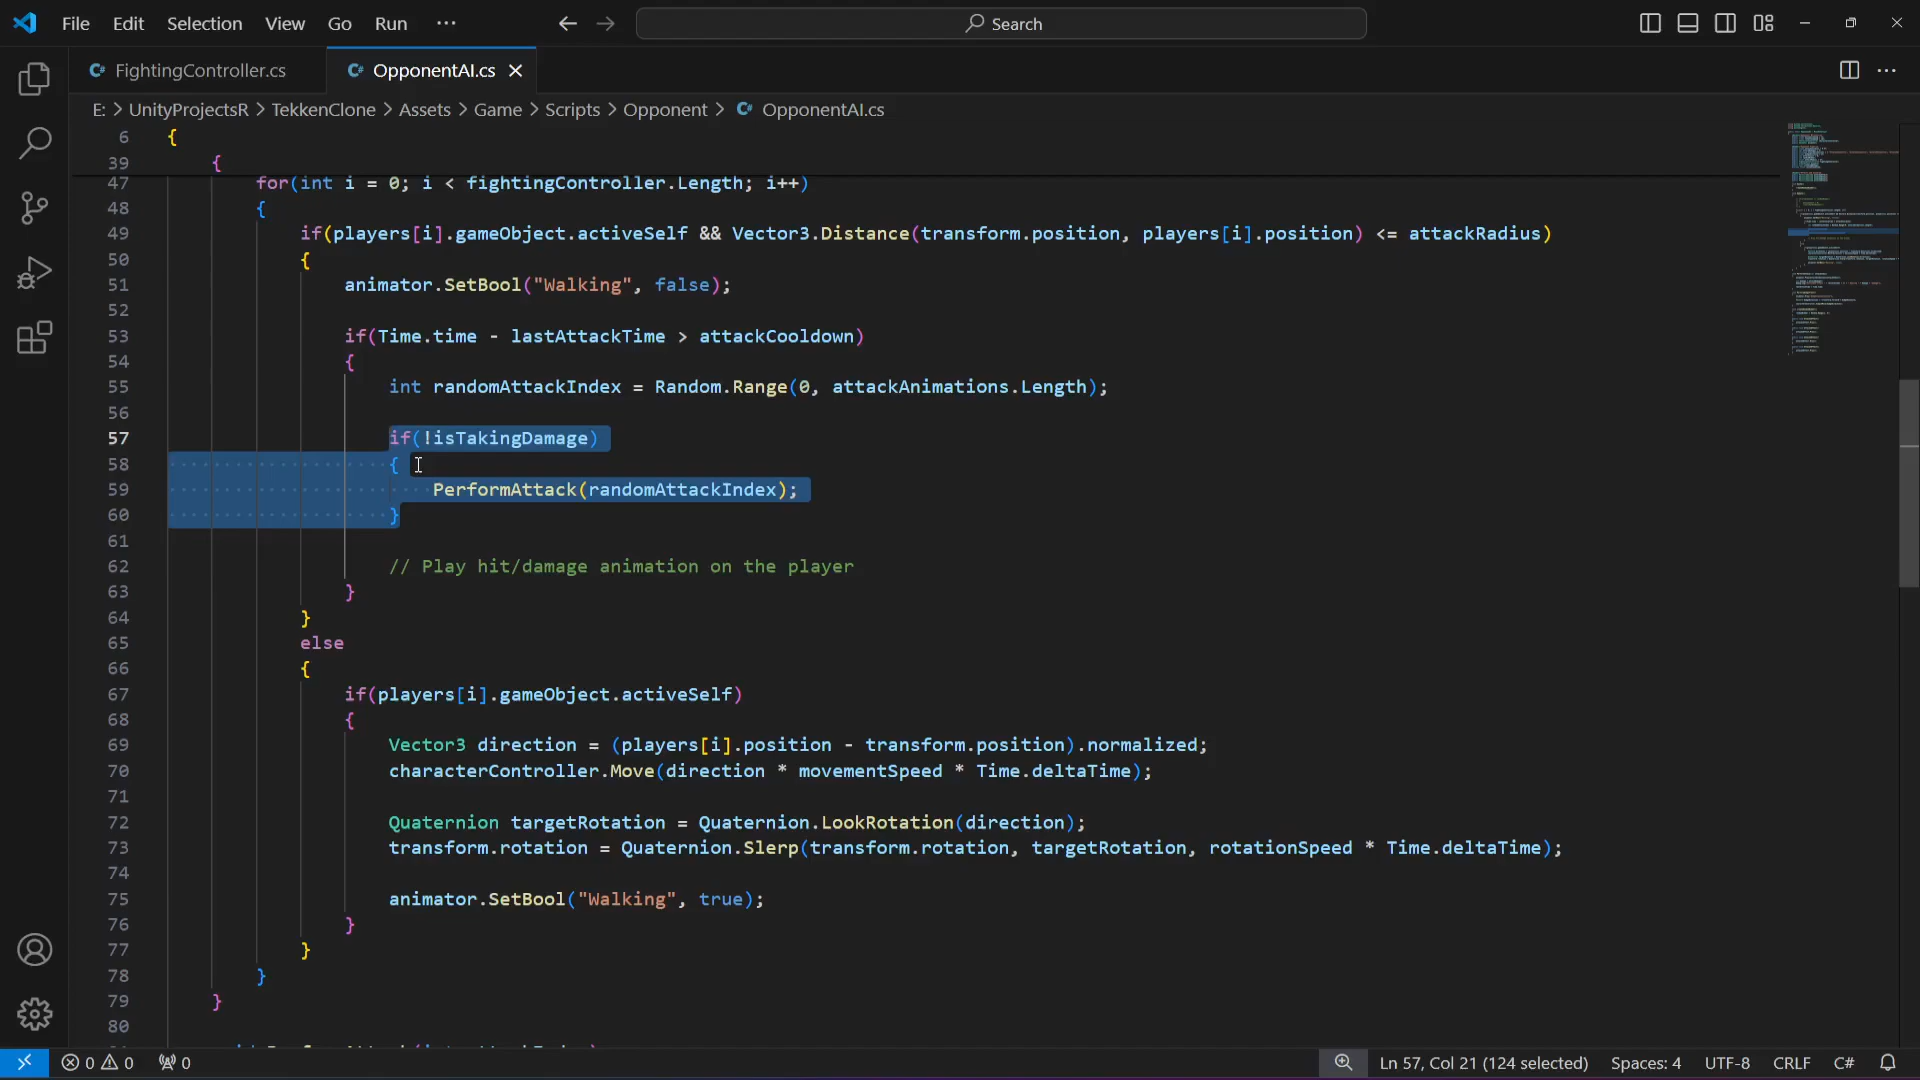 File Edit Selection View Go Run ··· Search
FightingController.cs OpponentAI.cs
E: > UnityProjectsR > TekkenClone > Assets > Game > Scripts > Opponent > OpponentAI.cs
6 {
39 {
47 for(int i = 0; i < fightingController.Length; i++)
48 {
49 if(players[i].gameObject.activeSelf && Vector3.Distance(transform.position, players[i].position) <= attackRadius)
50 {
51 animator.SetBool("Walking", false);
52
53 if(Time.time - lastAttackTime > attackCooldown)
54 {
55 int randomAttackIndex = Random.Range(0, attackAnimations.Length);
56
57 if(!isTakingDamage)
58 {
59 PerformAttack(randomAttackIndex);
60 }
61
62 // Play hit/damage animation on the player
63 }
64 }
65 else
66 {
67 if(players[i].gameObject.activeSelf)
68 {
69 Vector3 direction = (players[i].position - transform.position).normalized;
70 characterController.Move(direction * movementSpeed * Time.deltaTime);
71
72 Quaternion targetRotation = Quaternion.LookRotation(direction);
73 transform.rotation = Quaternion.Slerp(transform.rotation, targetRotation, rotationSpeed * Time.deltaTime);
74
75 animator.SetBool("Walking", true);
76 }
77 }
78 }
79 }
80
0 0 0 Ln 57, Col 21 (124 selected) Spaces: 4 UTF-8 CRLF C#